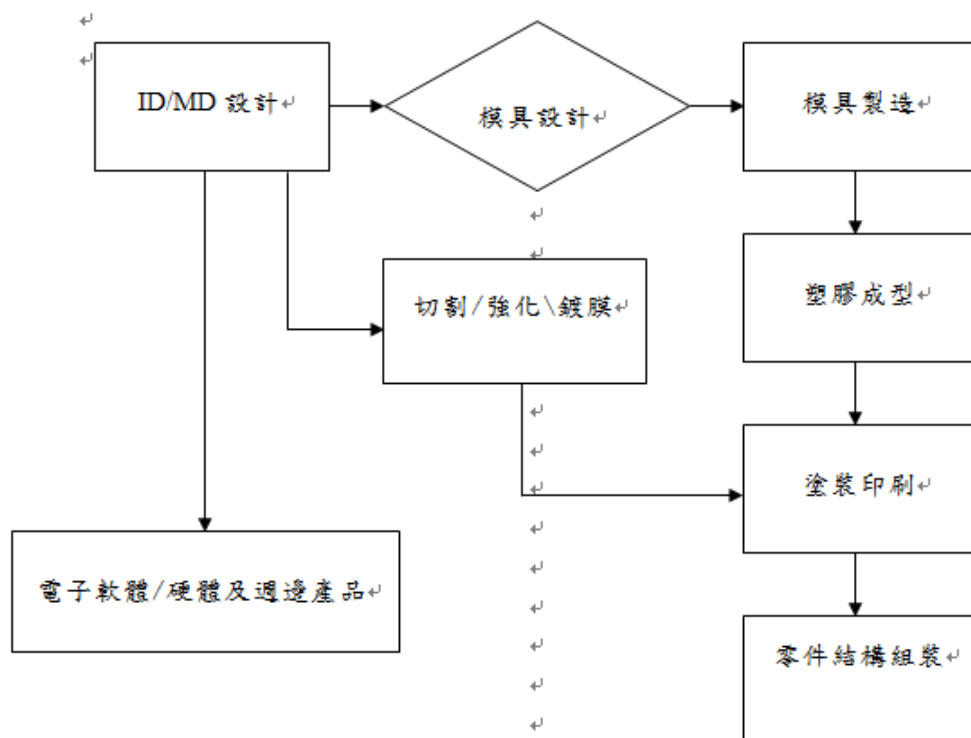 ID/MD 設計
模具設計
模具製造
切割/強化\鍍膜
塑膠成型
塗裝印刷
電子軟體/硬體及週邊產品
零件結構組裝